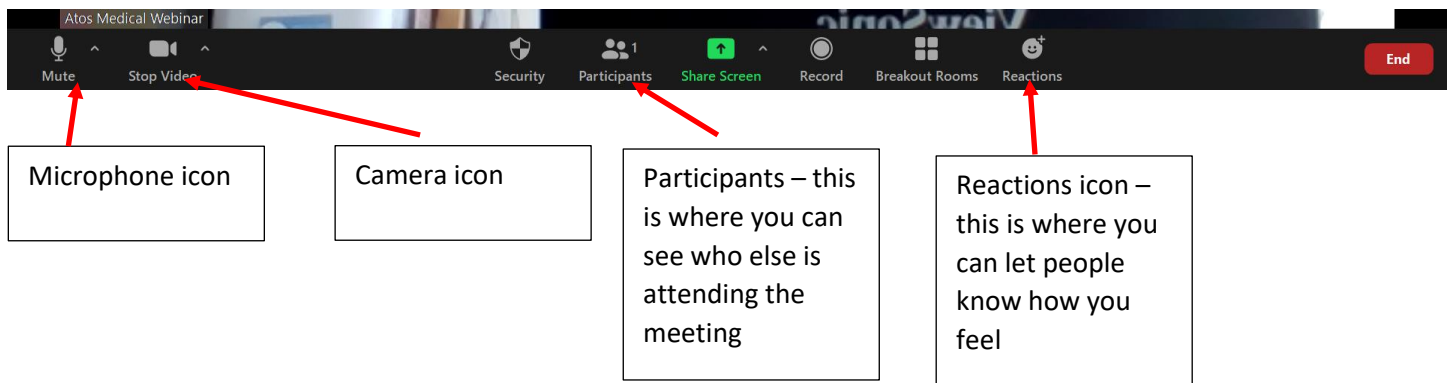 Atos Medical Webinar
ViewSonic
1
Mute
Stop Video
Security
Participants
Share Screen
Record
Breakout Rooms
Reactions
End
Microphone icon
Camera icon
Participants – this
is where you can
see who else is
attending the
meeting
Reactions icon –
this is where you
can let people
know how you
feel